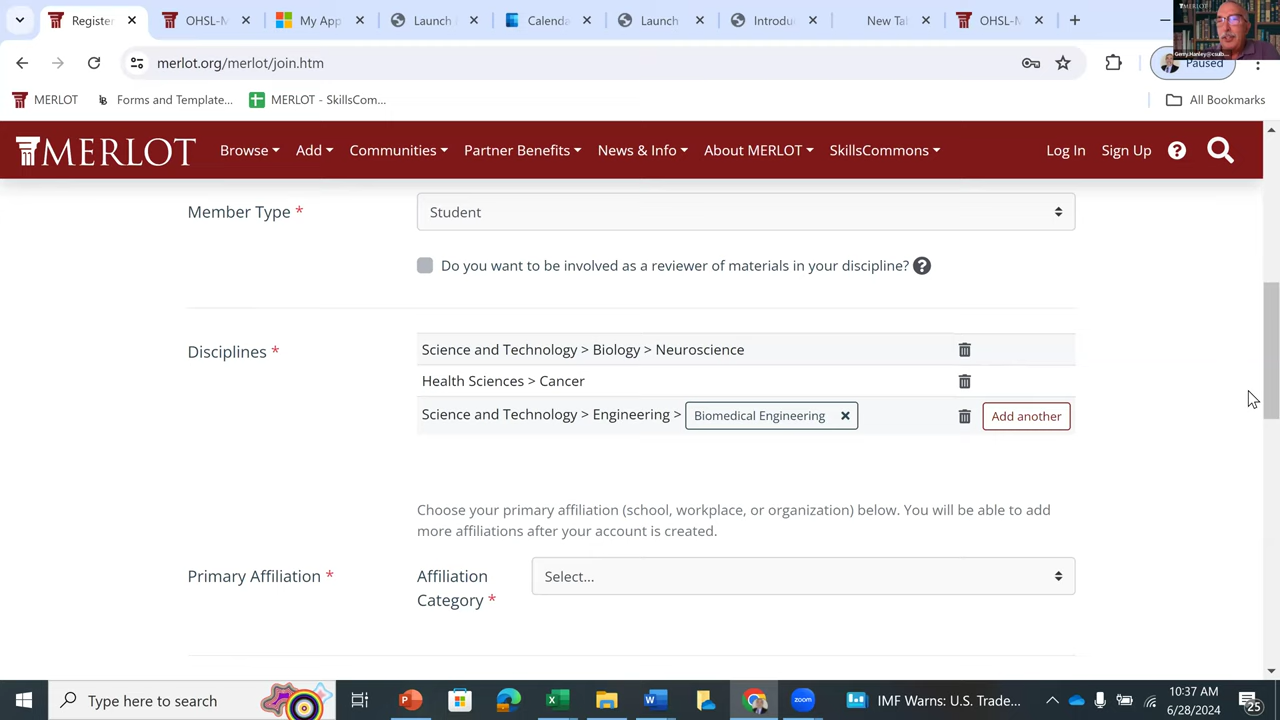 Register
OHSL-M
My App
Launch
Calenda
Launch
Introdu
New Ta
OHSL-M
MERLOT
Gerry.Hanley@csulb....
merlot.org/merlot/join.htm
Paused
MERLOT
Forms and Template...
MERLOT - SkillsCom...
All Bookmarks
MERLOT
Browse
Add
Communities
Partner Benefits
News & Info
About MERLOT
SkillsCommons
Log In
Sign Up
?
Member Type *
Student
Do you want to be involved as a reviewer of materials in your discipline? ?
Disciplines *
Science and Technology > Biology > Neuroscience
Health Sciences > Cancer
Science and Technology > Engineering > Biomedical Engineering
Add another
Choose your primary affiliation (school, workplace, or organization) below. You will be able to add
more affiliations after your account is created.
Primary Affiliation *
Affiliation
Category *
Select...
Type here to search
IMF Warns: U.S. Trade...
10:37 AM
6/28/2024
25